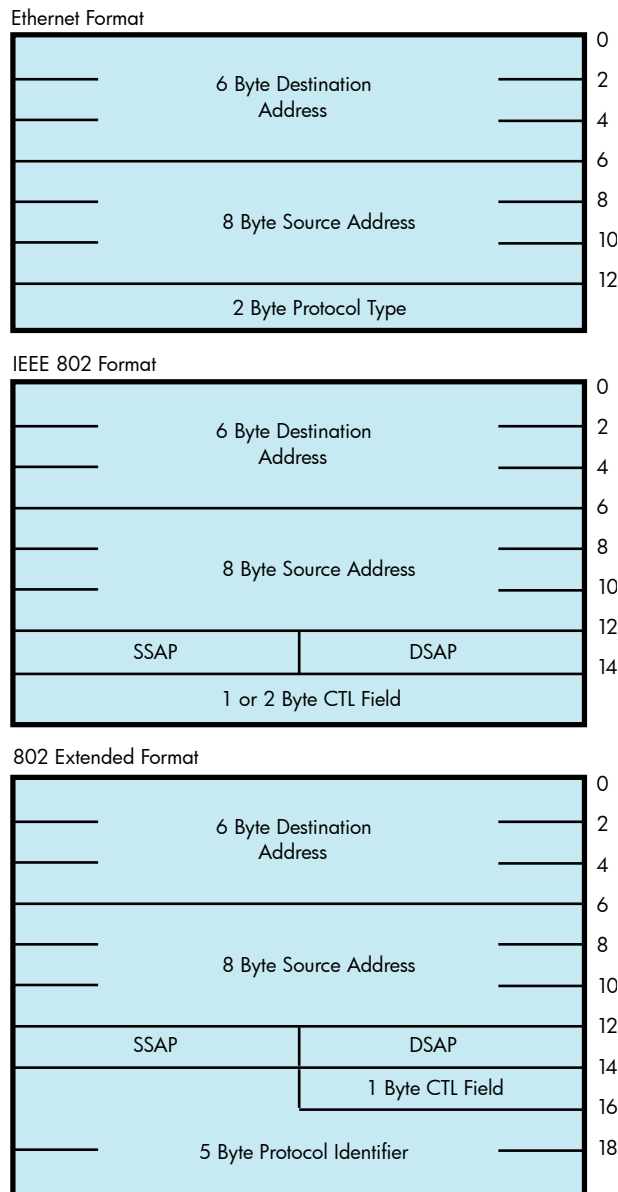 Ethernet Format
0
6 Byte Destination
Address
2
4
6
8
8 Byte Source Address
10
12
2 Byte Protocol Type
IEEE 802 Format
0
6 Byte Destination
Address
2
4
6
8
8 Byte Source Address
10
12
SSAP DSAP
14
1 or 2 Byte CTL Field
802 Extended Format
0
6 Byte Destination
Address
2
4
6
8
8 Byte Source Address
10
12
SSAP DSAP
14
1 Byte CTL Field
16
5 Byte Protocol Identifier
18